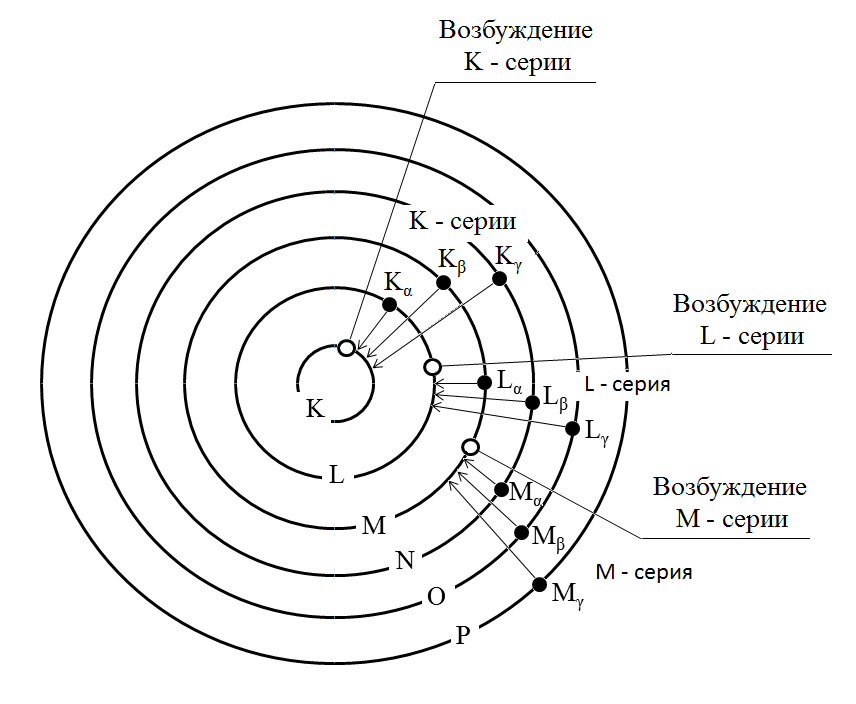 Возбуждение
К - серии
К - серии
Kα
Kβ
Kγ
Возбуждение
L - серии
K
Lα
L - серия
Lβ
Lγ
L
Возбуждение
М - серии
M
Mα
Mβ
М - серия
N
Mγ
O
P